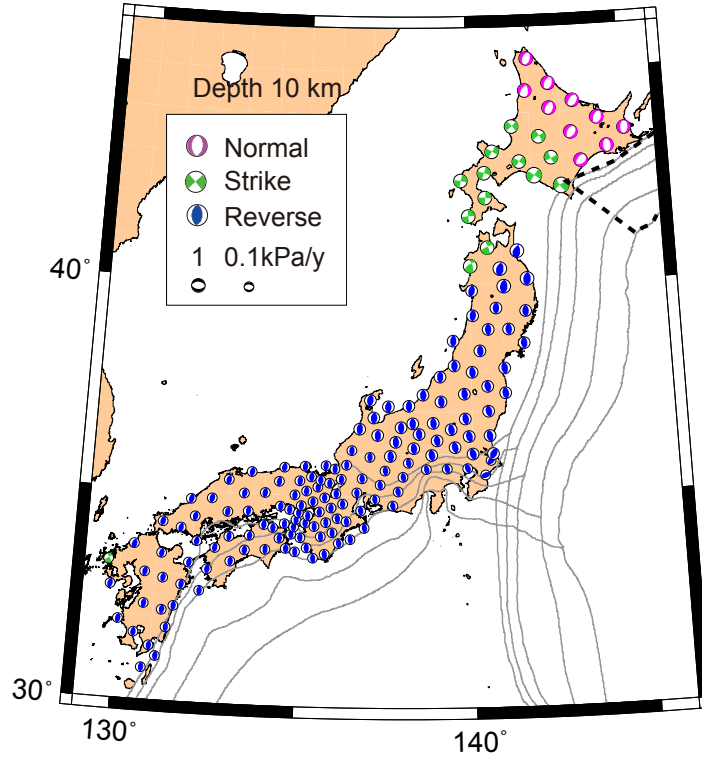 Depth 10 km
Normal
Strike
Reverse
1 0.1kPa/y
40°
30°
130°
140°